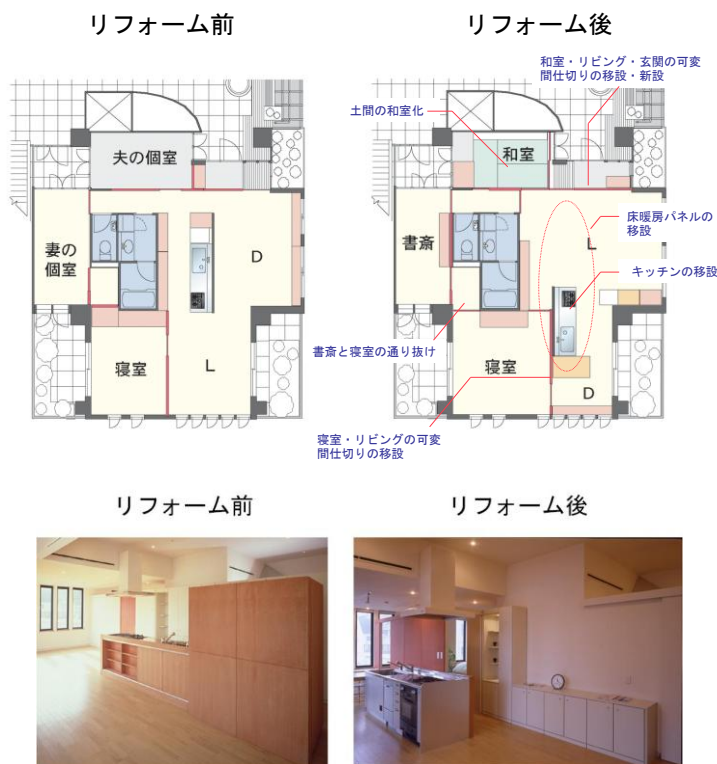 リフォーム前
リフォーム後
和室・リビング・玄関の可変
間仕切りの移設・新設
土間の和室化
夫の個室
和室
妻の
個室
D
寝室
L
書斎
L
床暖房パネルの
移設
キッチンの移設
書斎と寝室の通り抜け
寝室
D
寝室・リビングの可変
間仕切りの移設
リフォーム前
リフォーム後